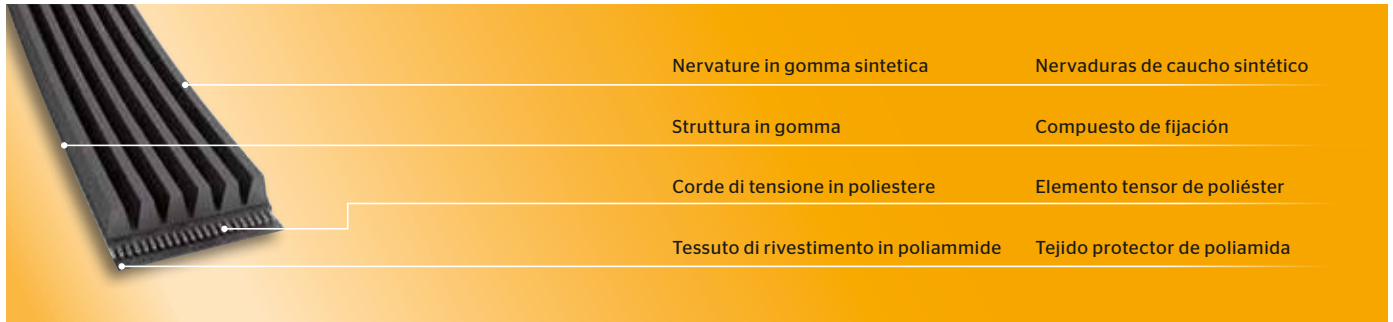 Nervature in gomma sintetica Nervaduras de caucho sintético
Struttura in gomma Compuesto de fijación
Corde di tensione in poliestere Elemento tensor de poliéster
Tessuto di rivestimento in poliammide Tejido protector de poliamida